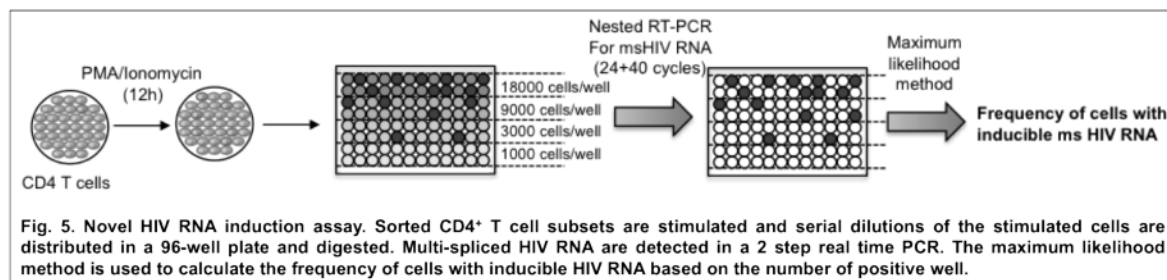 PMA/Ionomycin
(12h)
CD4 T cells
18000 cells/well
9000 cells/well
3000 cells/well
1000 cells/well
Nested RT-PCR
For msHIV RNA
(24+40 cycles)
Maximum
likelihood
method
Frequency of cells with
inducible ms HIV RNA
Fig. 5. Novel HIV RNA induction assay. Sorted CD4⁺ T cell subsets are stimulated and serial dilutions of the stimulated cells are
distributed in a 96-well plate and digested. Multi-spliced HIV RNA are detected in a 2 step real time PCR. The maximum likelihood
method is used to calculate the frequency of cells with inducible HIV RNA based on the number of positive well.